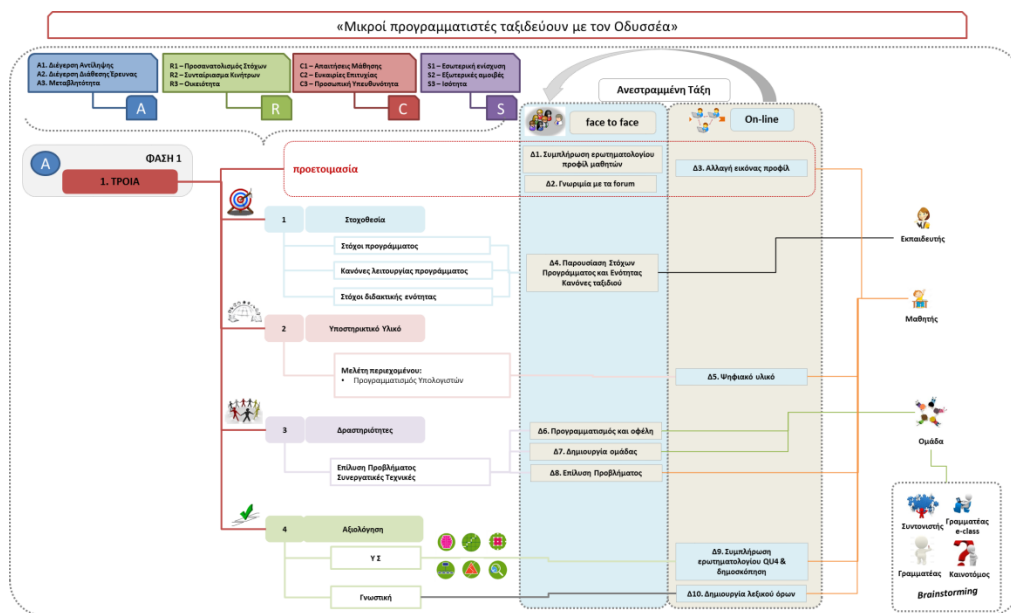 «Μικροί προγραμματιστές ταξιδεύουν με τον Οδυσσέα»
Α1. Διέγερση Αντίληψης
Α2. Διέγερση Διάθεσης Έρευνας
Α3. Μεταβλητότητα
A
R1 – Προσανατολισμός Στόχων
R2 – Συνταίριασμα Κινήτρων
R3 – Οικειότητα
R
C1 – Απαιτήσεις Μάθησης
C2 – Ευκαιρίες Επιτυχίας
C3 – Προσωπική Υπευθυνότητα
C
S1 – Εσωτερική ενίσχυση
S2 – Εξωτερικές αμοιβές
S3 – Ισότητα
S
Ανεστραμμένη Τάξη
face to face
On-line
A
ΦΑΣΗ 1
1. ΤΡΟΙΑ
προετοιμασία
Δ1. Συμπλήρωση ερωτηματολογίου
προφίλ μαθητών
Δ2. Γνωριμία με τα forum
Δ3. Αλλαγή εικόνας προφίλ
1
Στοχοθεσία
Στόχοι προγράμματος
Κανόνες λειτουργίας προγράμματος
Στόχοι διδακτικής ενότητας
Δ4. Παρουσίαση Στόχων
Προγράμματος και Ενότητας
Κανόνες ταξιδιού
Εκπαιδευτής
2
Υποστηρικτικό Υλικό
Μελέτη περιεχομένου:
• Προγραμματισμός Υπολογιστών
Δ5. Ψηφιακό υλικό
Μαθητής
3
Δραστηριότητες
Επίλυση Προβλήματος
Συνεργατικές Τεχνικές
Δ6. Προγραμματισμός και οφέλη
Δ7. Δημιουργία ομάδας
Δ8. Επίλυση Προβλήματος
Ομάδα
4
Αξιολόγηση
Υ Σ
Γνωστική
Δ9. Συμπλήρωση
ερωτηματολογίου QU4 &
δημοσκόπηση
Δ10. Δημιουργία λεξικού όρων
Συντονιστής
Γραμματέας
e-class
Γραμματέας
Καινοτόμος
Brainstorming